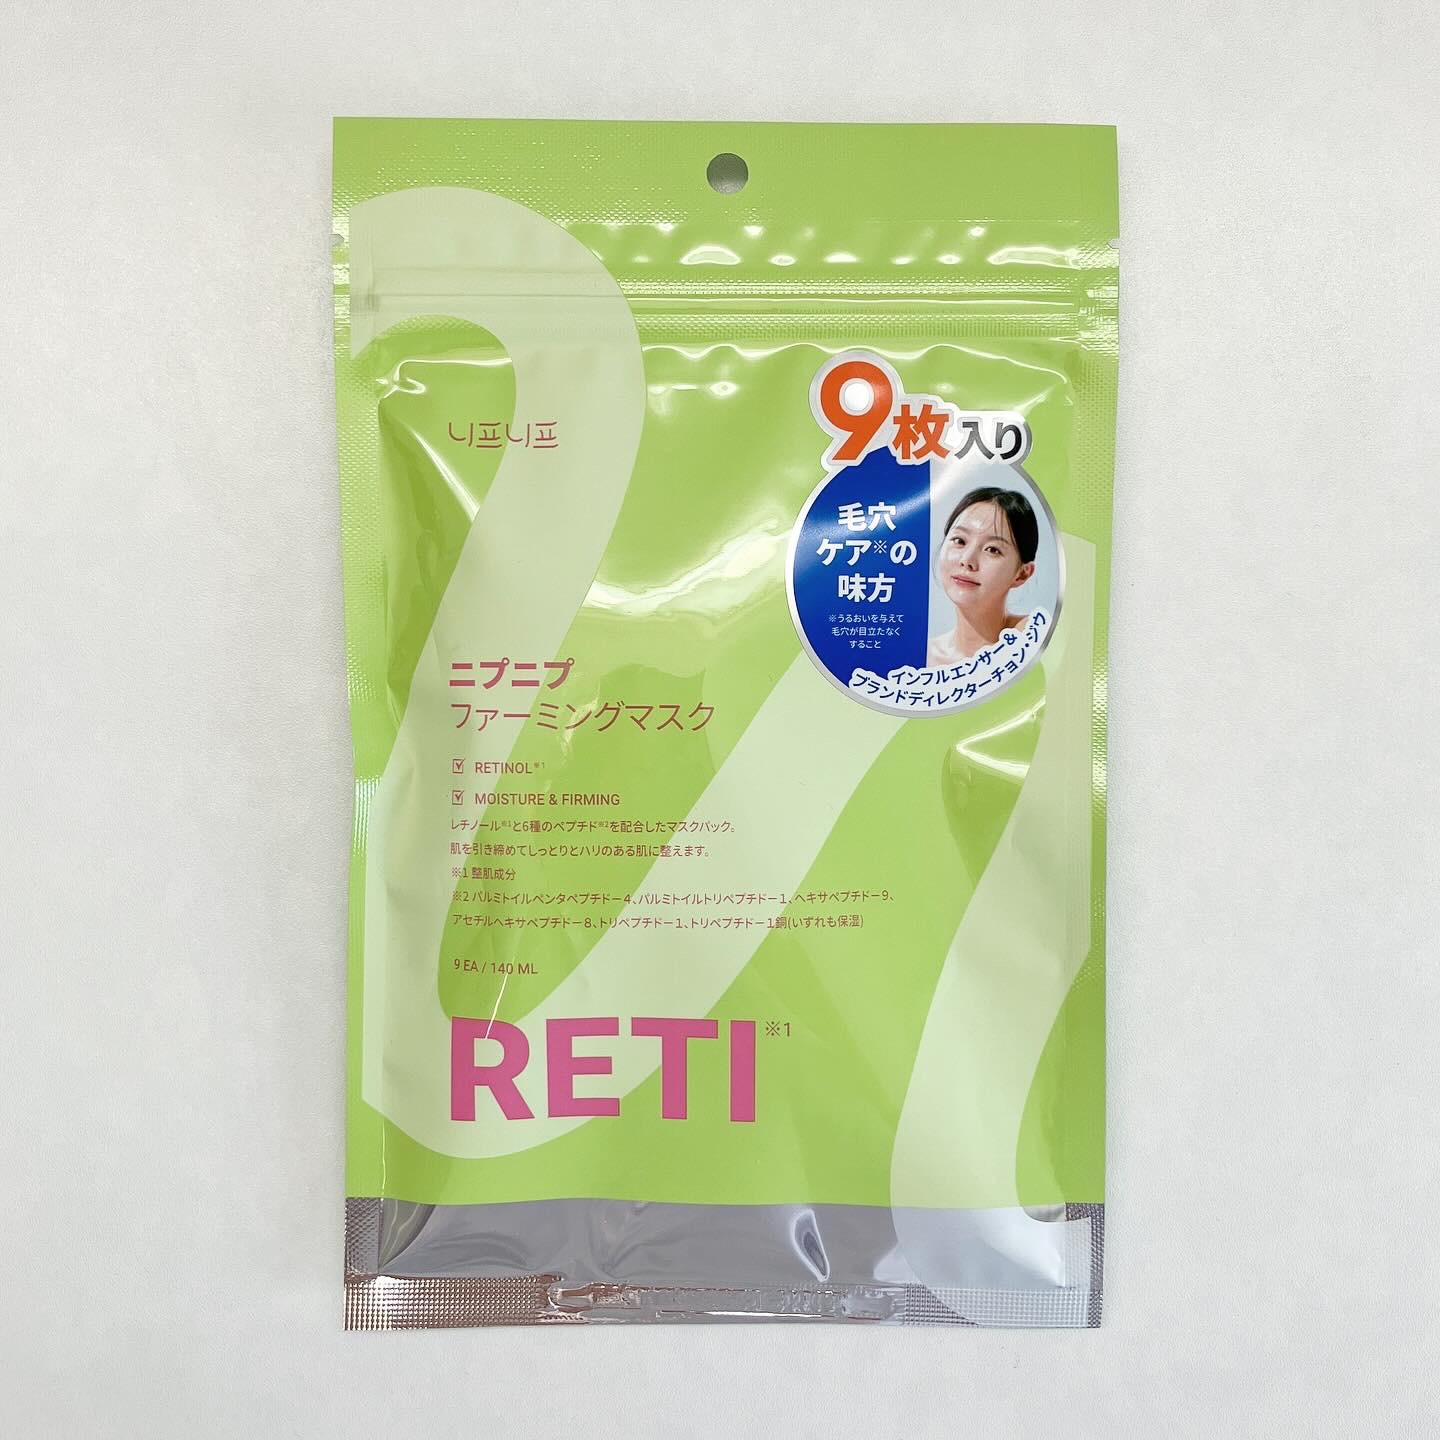 니프니프
9枚入り
毛穴
ケア※の
味方
※うるおいを与えて
毛穴が目立たなく
すること
インフルエンサー&
ブランドディレクターチョン・ジウ
ニプニプ
ファーミングマスク
RETINOL※1
MOISTURE & FIRMING
レチノール※1と6種のペプチド※2を配合したマスクパック。
肌を引き締めてしっとりとハリのある肌に整えます。
※1 整肌成分
※2 パルミトイルペンタペプチドー4、パルミトイルトリペプチドー1、ヘキサペプチドー9、
アセチルヘキサペプチドー8、トリペプチドー1、トリペプチドー1銅(いずれも保湿)
9 EA / 140 ML
RETI※1